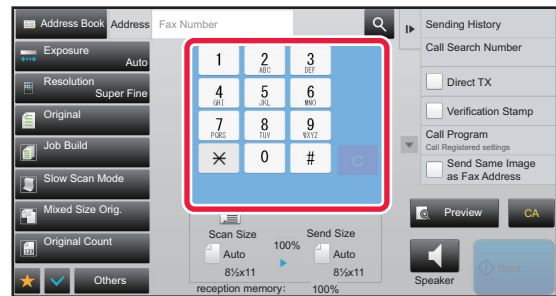 Address Book
Address
Fax Number
Sending History
Exposure
Auto
1
2
ABC
3
DEF
Call Search Number
Resolution
Super Fine
4
GHI
5
JKL
6
MNO
Direct TX
Original
Verification Stamp
7
PQRS
8
TUV
9
WXYZ
Call Program
Call Registered settings
Job Build
0
#
C
Send Same Image
as Fax Address
Slow Scan Mode
Mixed Size Orig.
Preview
CA
Scan Size
Send Size
100%
Auto
Auto
8½x11
8½x11
Original Count
Others
reception memory:
100%
Speaker
Start